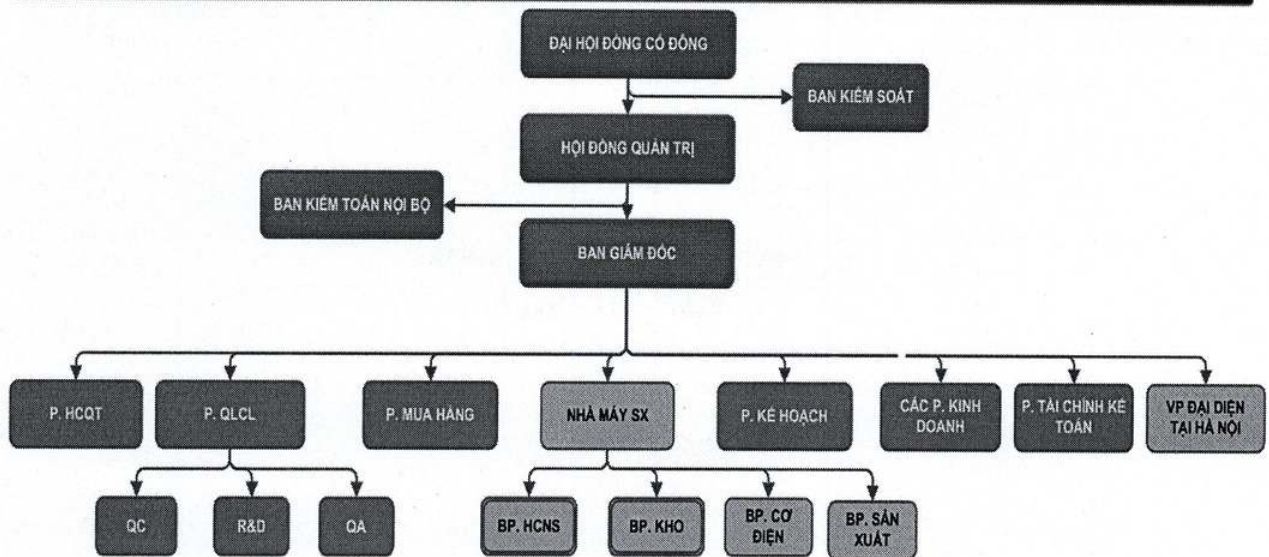 ĐẠI HỘI ĐỒNG CỔ ĐÔNG
BAN KIỂM SOÁT
HỘI ĐỒNG QUẢN TRỊ
BAN KIỂM TOÁN NỘI BỘ
BAN GIÁM ĐỐC
P. HCQT
P. QLCL
P. MUA HÀNG
NHÀ MÁY SX
P. KẾ HOẠCH
CÁC P. KINH
DOANH
P. TÀI CHÍNH KẾ
TOÁN
VP ĐẠI DIỆN
TẠI HÀ NỘI
QC
R&D
QA
BP. HCNS
BP. KHO
BP. CƠ
ĐIỆN
BP. SẢN
XUẤT